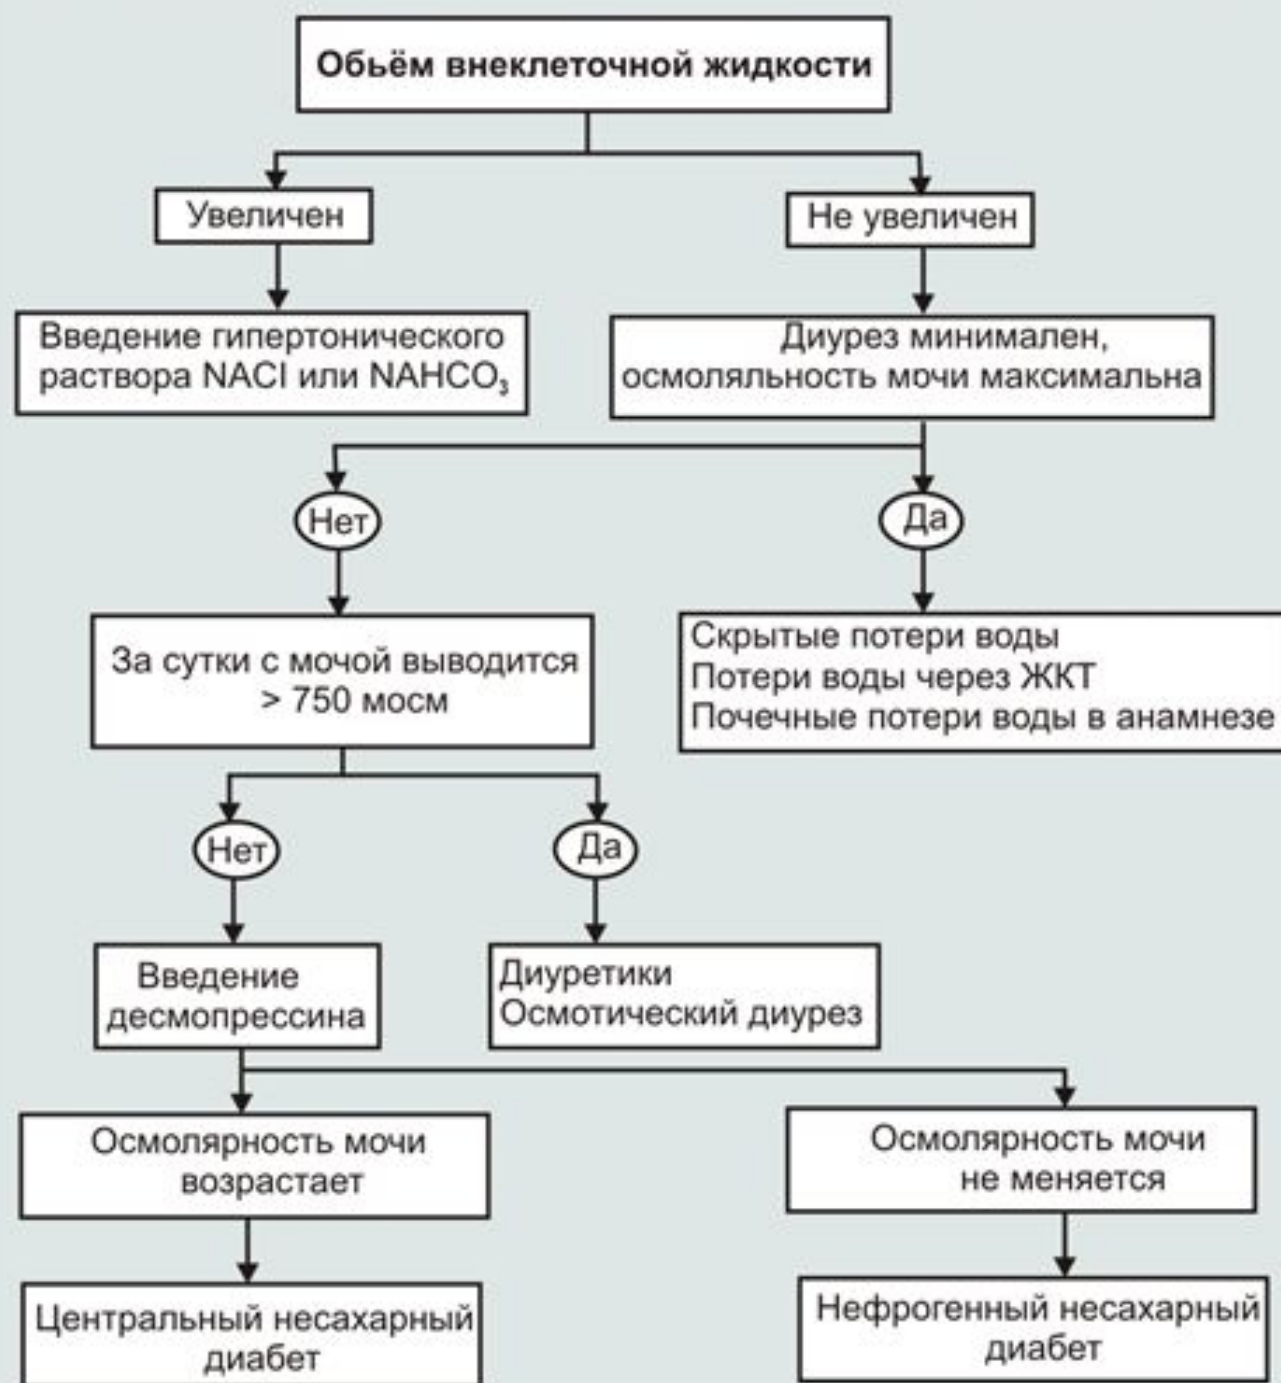 Обьём внеклеточной жидкости
Увеличен
Не увеличен
Введение гипертонического
раствора NACl или NAHCO₃
Диурез минимален,
осмоляльность мочи максимальна
Нет
Да
За сутки с мочой выводится
> 750 мосм
Скрытые потери воды
Потери воды через ЖКТ
Почечные потери воды в анамнезе
Нет
Да
Введение
десмопрессина
Диуретики
Осмотический диурез
Осмолярность мочи
возрастает
Осмолярность мочи
не меняется
Центральный несахарный
диабет
Нефрогенный несахарный
диабет